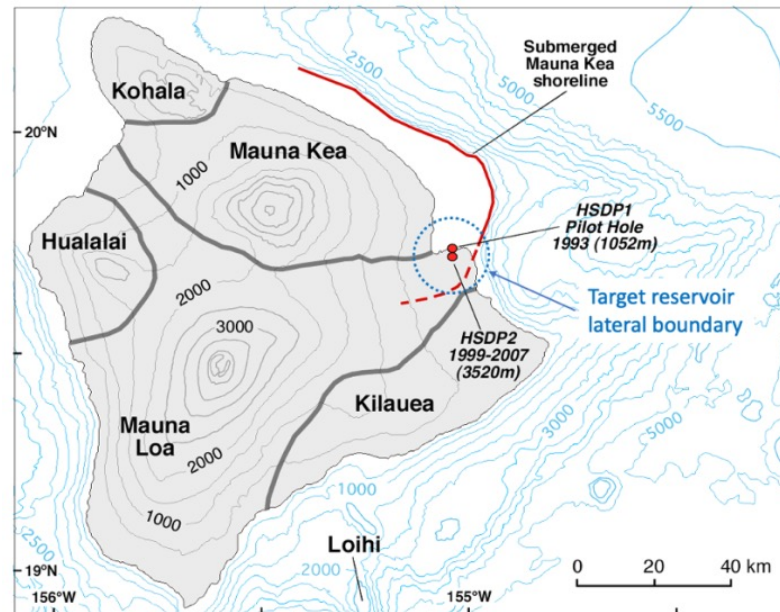 2500
5000
Submerged
Mauna Kea
shoreline
5500
Kohala
20°N
Mauna Kea
1000
HSDP1
Pilot Hole
1993 (1052m)
Hualalai
2000
Target reservoir
lateral boundary
3000
HSDP2
1999-2007
(3520m)
Kilauea
Mauna
Loa
3000
5000
2000
1000
1000
2500
Loihi
2000
19°N
0 20 40 km
156°W
155°W